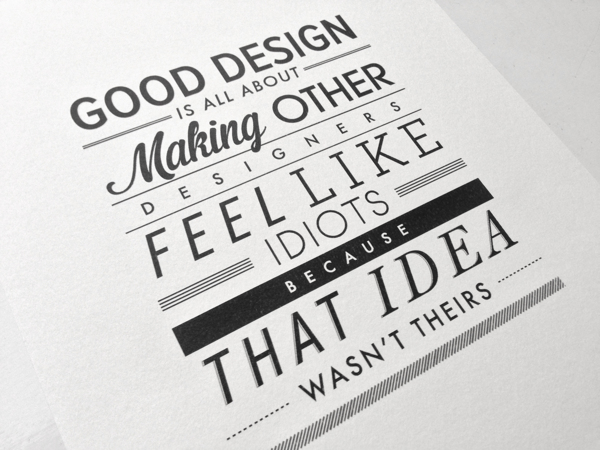 GOOD DESIGN
IS ALL ABOUT
Making OTHER
DESIGNERS
FEEL LIKE
IDIOTS
BECAUSE
THAT IDEA
WASN'T THEIRS